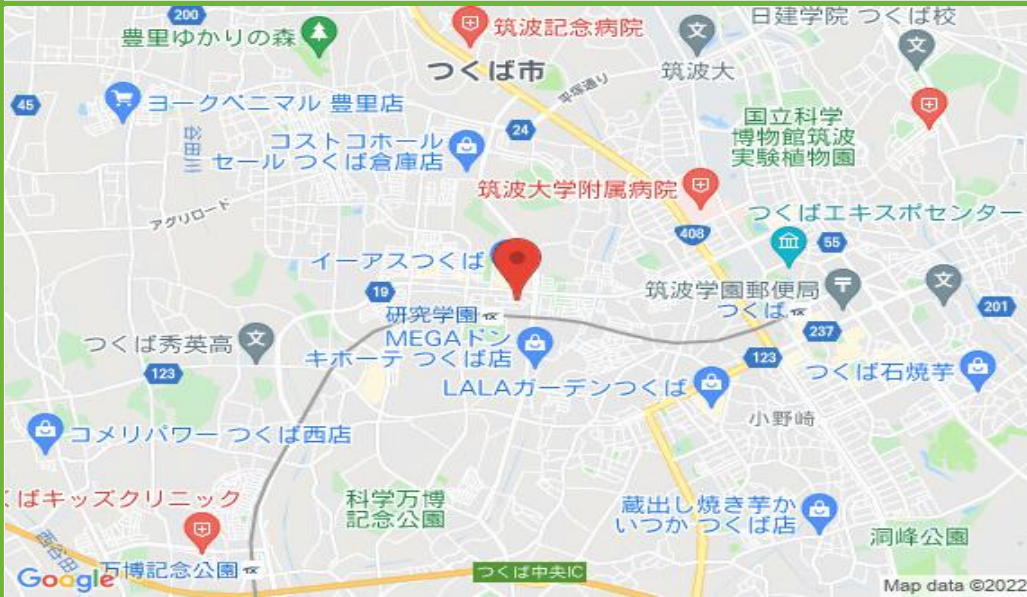 200
豊里ゆかりの森
筑波記念病院
日建学院 つくば校
筑波大
つくば市
平塚通り
45
ヨークベニマル 豊里店
谷田川
24
コストコホール
セール つくば倉庫店
国立科学
博物館筑波
実験植物園
筑波大学附属病院
アグリロード
つくばエキスポセンター
408
55
イーアスつくば
19
筑波学園郵便局
201
研究学園
つくば
MEGAドン
キホーテ つくば店
237
つくば秀英高
123
123
つくば石焼芋
LALAガーデンつくば
小野崎
コメリパワー つくば西店
くばキッズクリニック
科学万博
記念公園
蔵出し焼き芋か
いつか つくば店
洞峰公園
西谷田
万博記念公園
つくば中央IC
Google
Map data ©2022